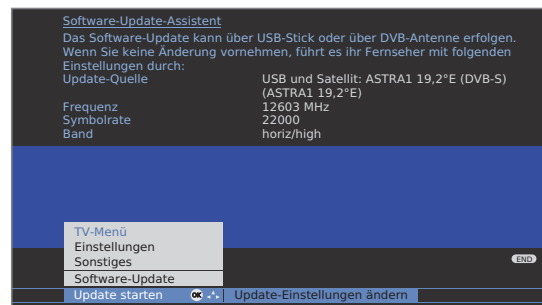 Software-Update-Assistent
Das Software-Update kann über USB-Stick oder über DVB-Antenne erfolgen.
Wenn Sie keine Änderung vornehmen, führt es ihr Fernseher mit folgenden
Einstellungen durch:
Update-Quelle USB und Satellit: ASTRA1 19,2°E (DVB-S)
(ASTRA1 19,2°E)
Frequenz 12603 MHz
Symbolrate 22000
Band horiz/high
TV-Menü
Einstellungen
Sonstiges
END
Software-Update
Update starten OK Update-Einstellungen ändern